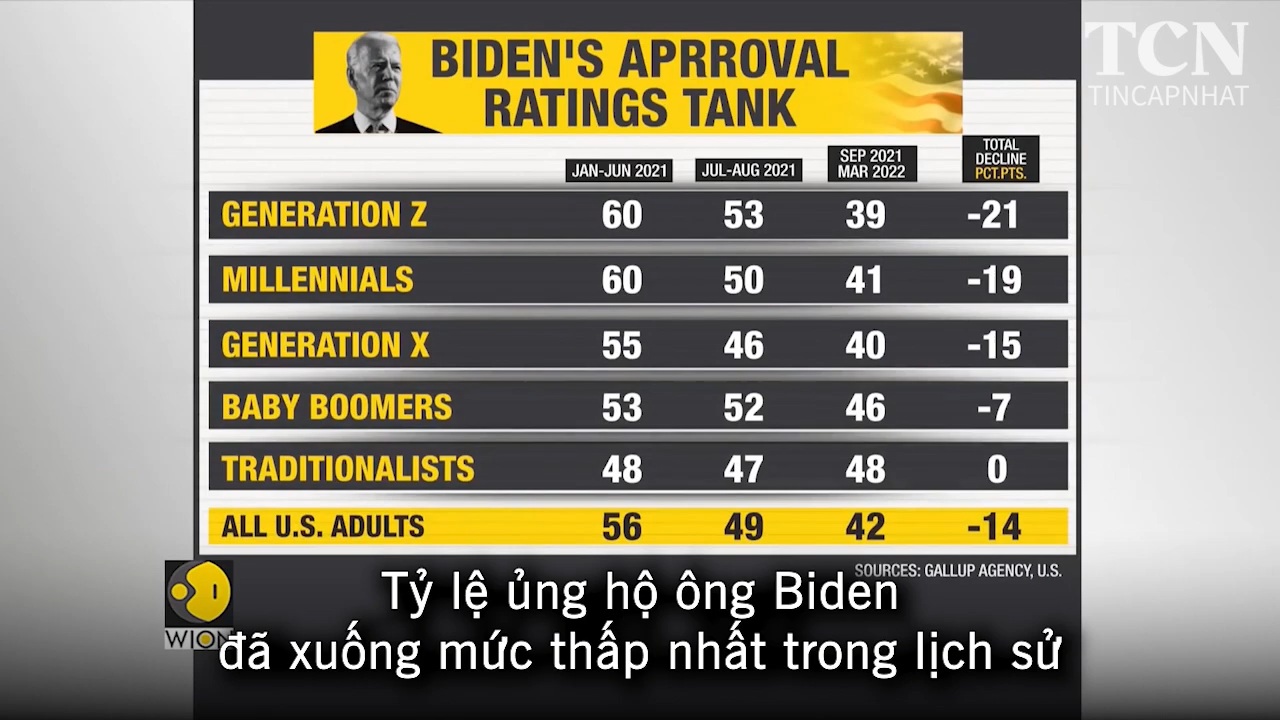 TCN
TINCAPNHAT
BIDEN'S APRROVAL
RATINGS TANK
JAN-JUN 2021 JUL-AUG 2021 SEP 2021 MAR 2022 TOTAL DECLINE PCT.PTS.
GENERATION Z 60 53 39 -21
MILLENNIALS 60 50 41 -19
GENERATION X 55 46 40 -15
BABY BOOMERS 53 52 46 -7
TRADITIONALISTS 48 47 48 0
ALL U.S. ADULTS 56 49 42 -14
SOURCES: GALLUP AGENCY, U.S.
WION
Tỷ lệ ủng hộ ông Biden
đã xuống mức thấp nhất trong lịch sử